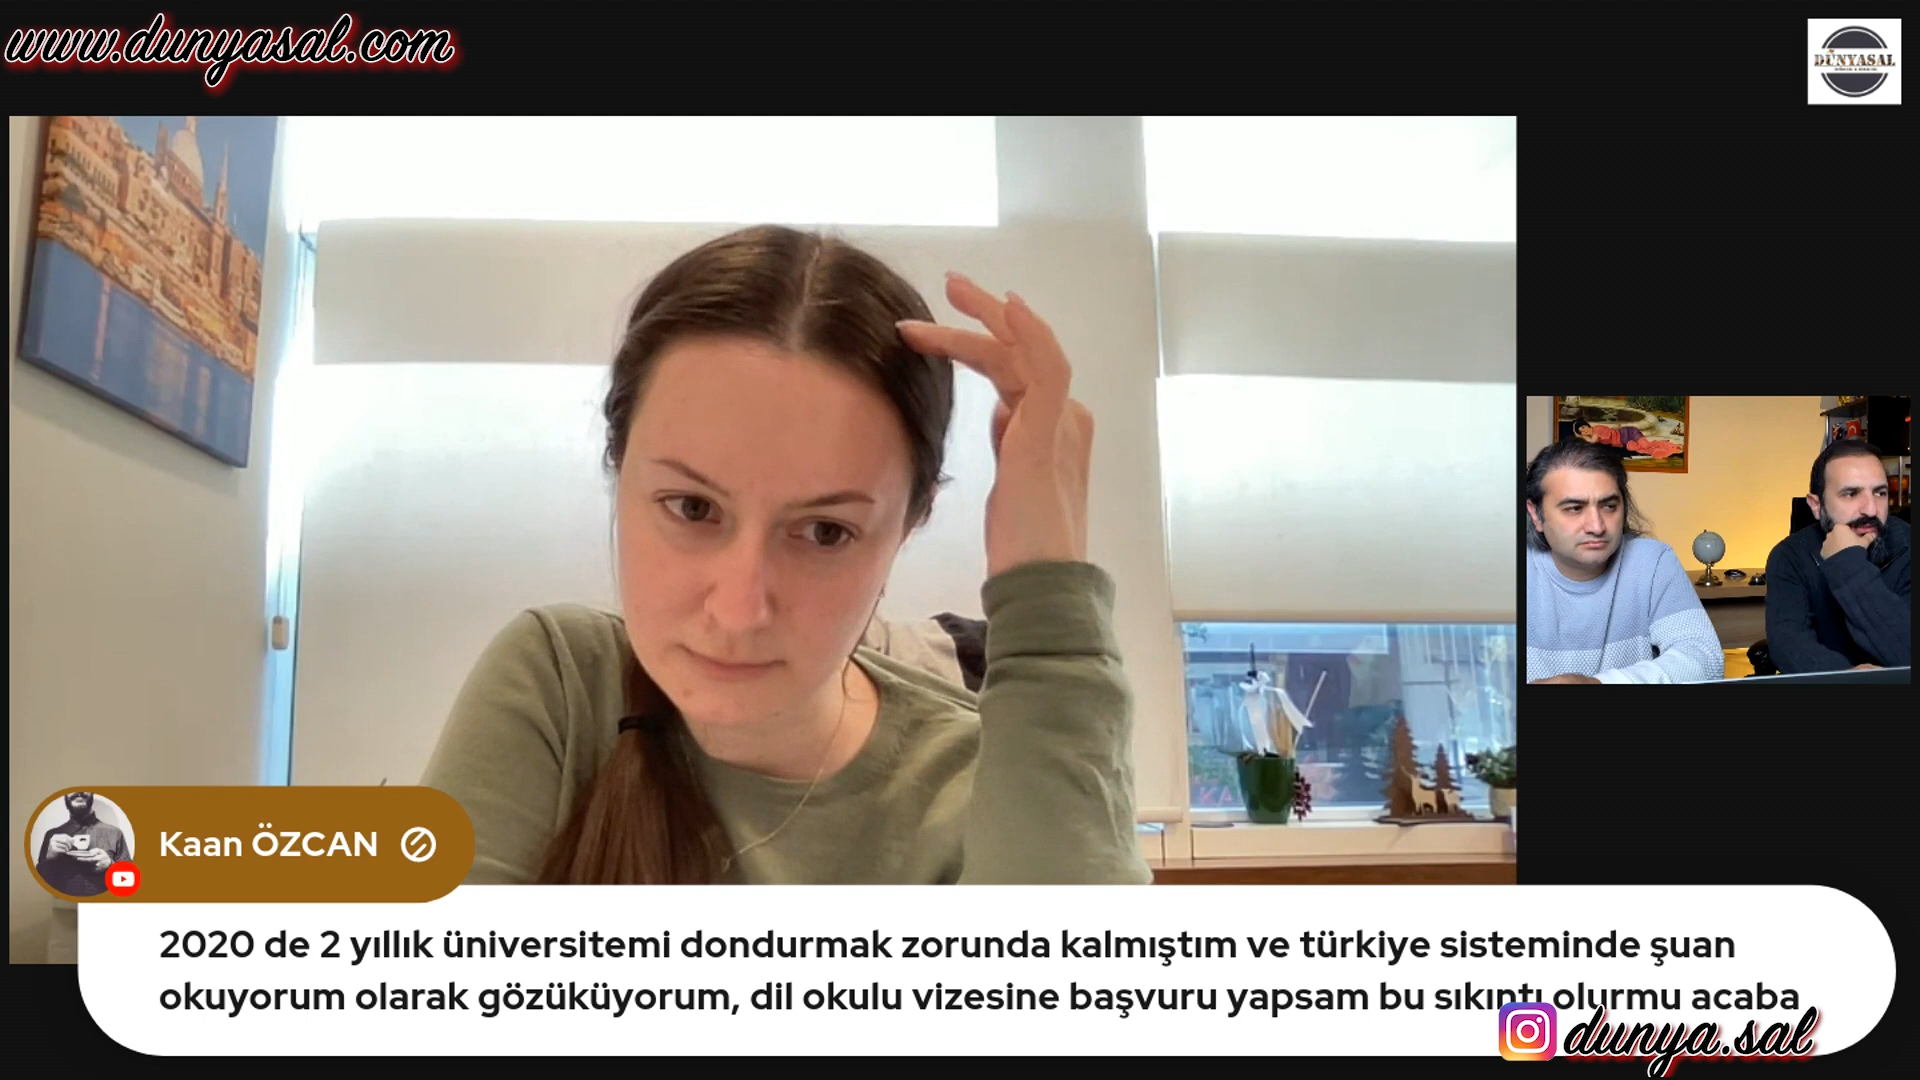 www.dunyasal.com
DÜNYASAL
Kaan ÖZCAN
2020 de 2 yıllık üniversitemi dondurmak zorunda kalmıştım ve türkiye sisteminde şuan
okuyorum olarak gözüküyorum, dil okulu vizesine başvuru yapsam bu sıkıntı olurmu acaba
dunya.sal